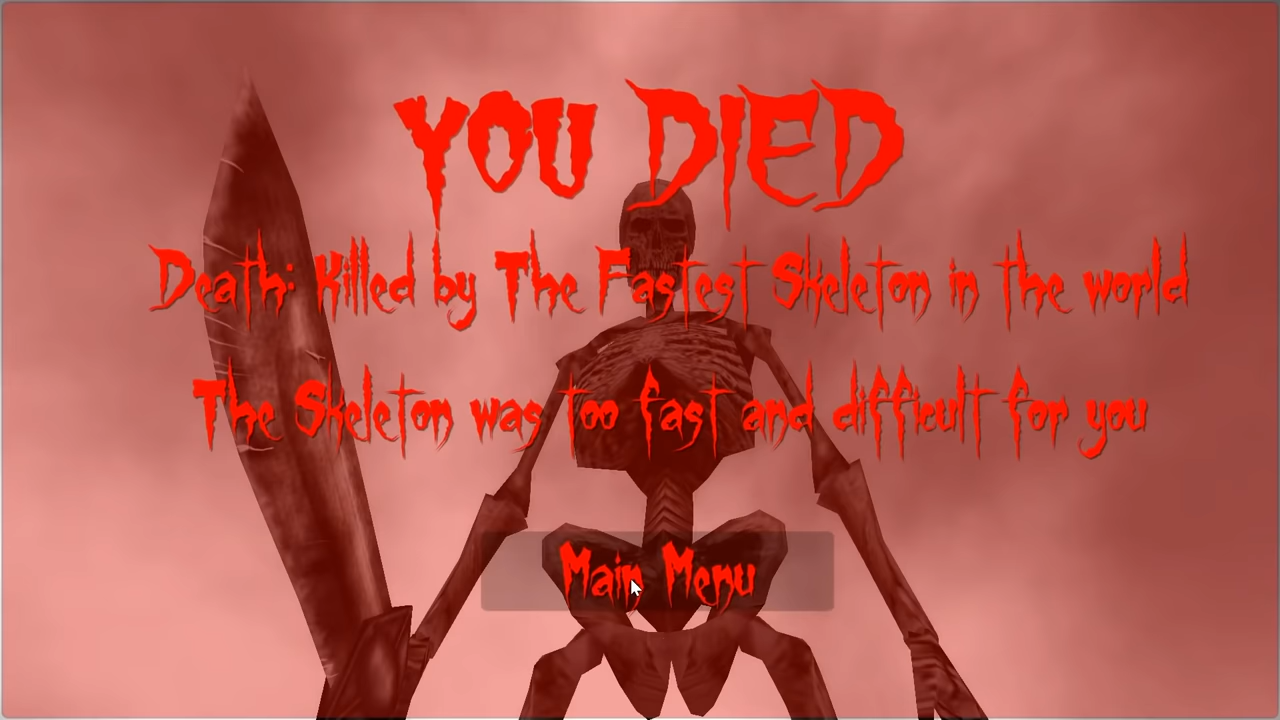 YOU DIED
Death: Killed by The Fastest Skeleton in the world
The Skeleton was too fast and difficult for you
Main Menu